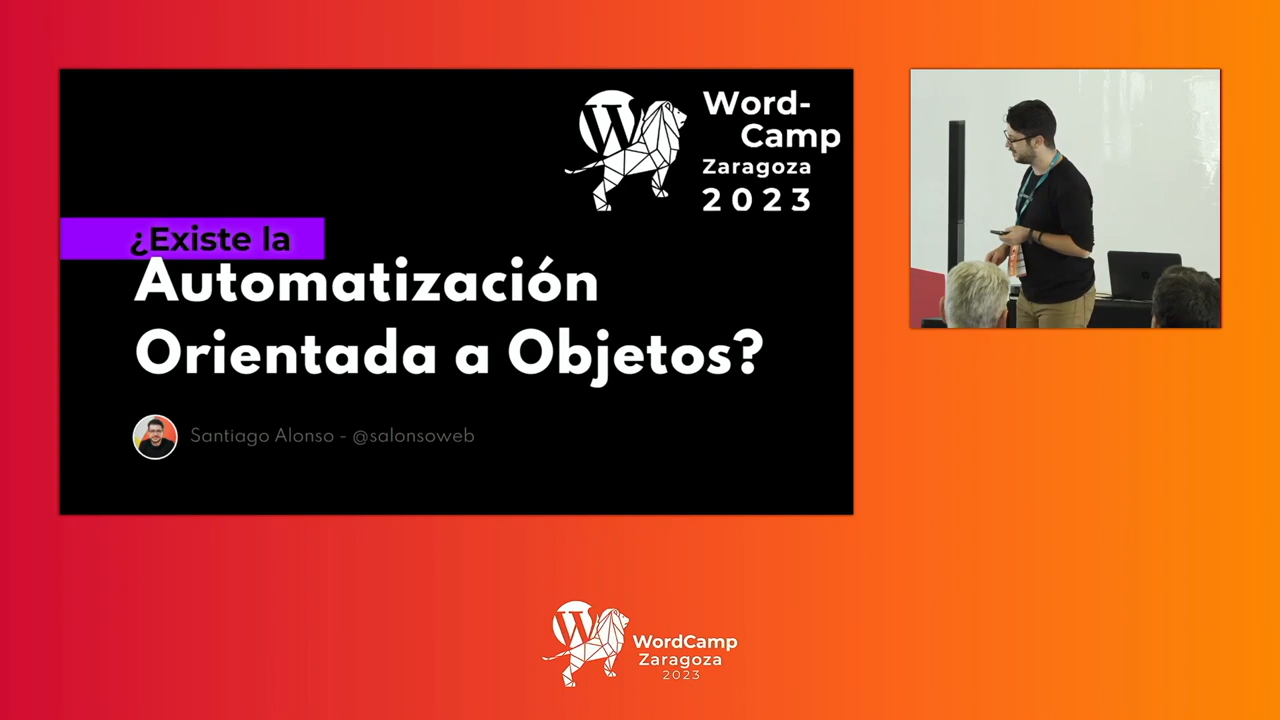 Word-
Camp
Zaragoza
2023
¿Existe la
Automatización
Orientada a Objetos?
Santiago Alonso - @salonsoweb
WordCamp
Zaragoza
2023